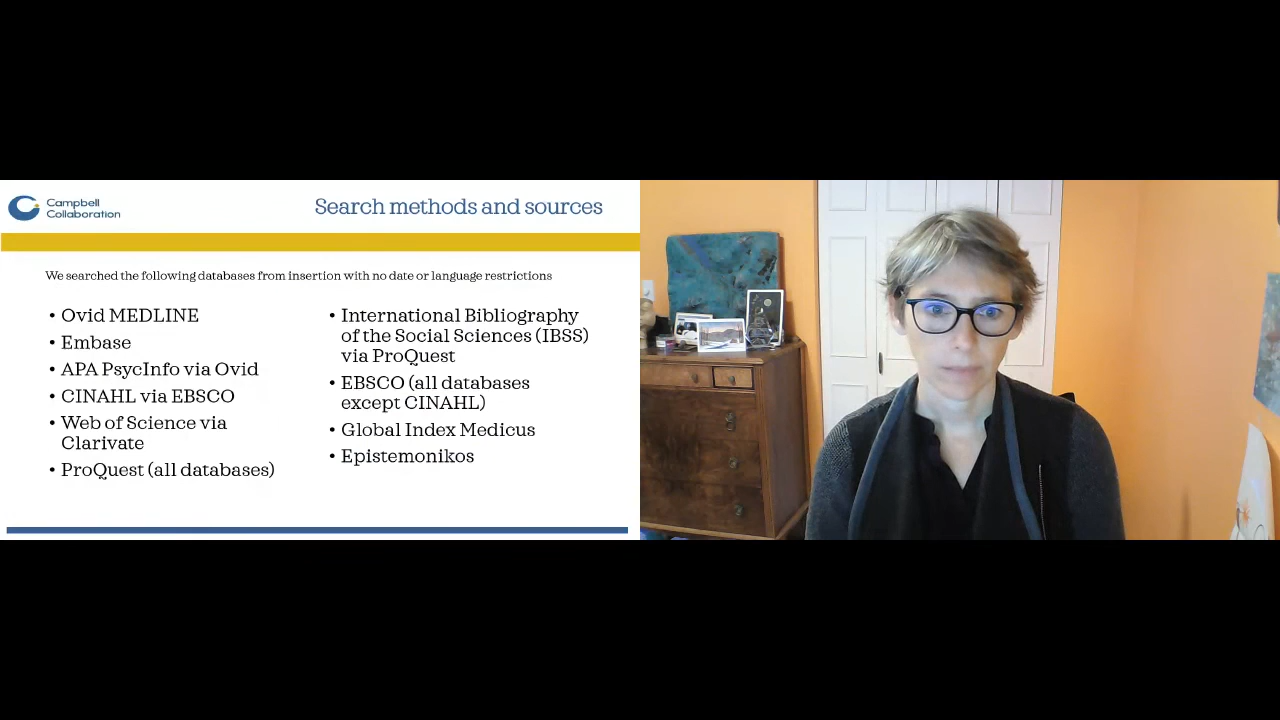 Campbell
Collaboration
Search methods and sources
We searched the following databases from insertion with no date or language restrictions
• Ovid MEDLINE
• Embase
• APA PsycInfo via Ovid
• CINAHL via EBSCO
• Web of Science via
Clarivate
• ProQuest (all databases)
• International Bibliography
of the Social Sciences (IBSS)
via ProQuest
• EBSCO (all databases
except CINAHL)
• Global Index Medicus
• Epistemonikos